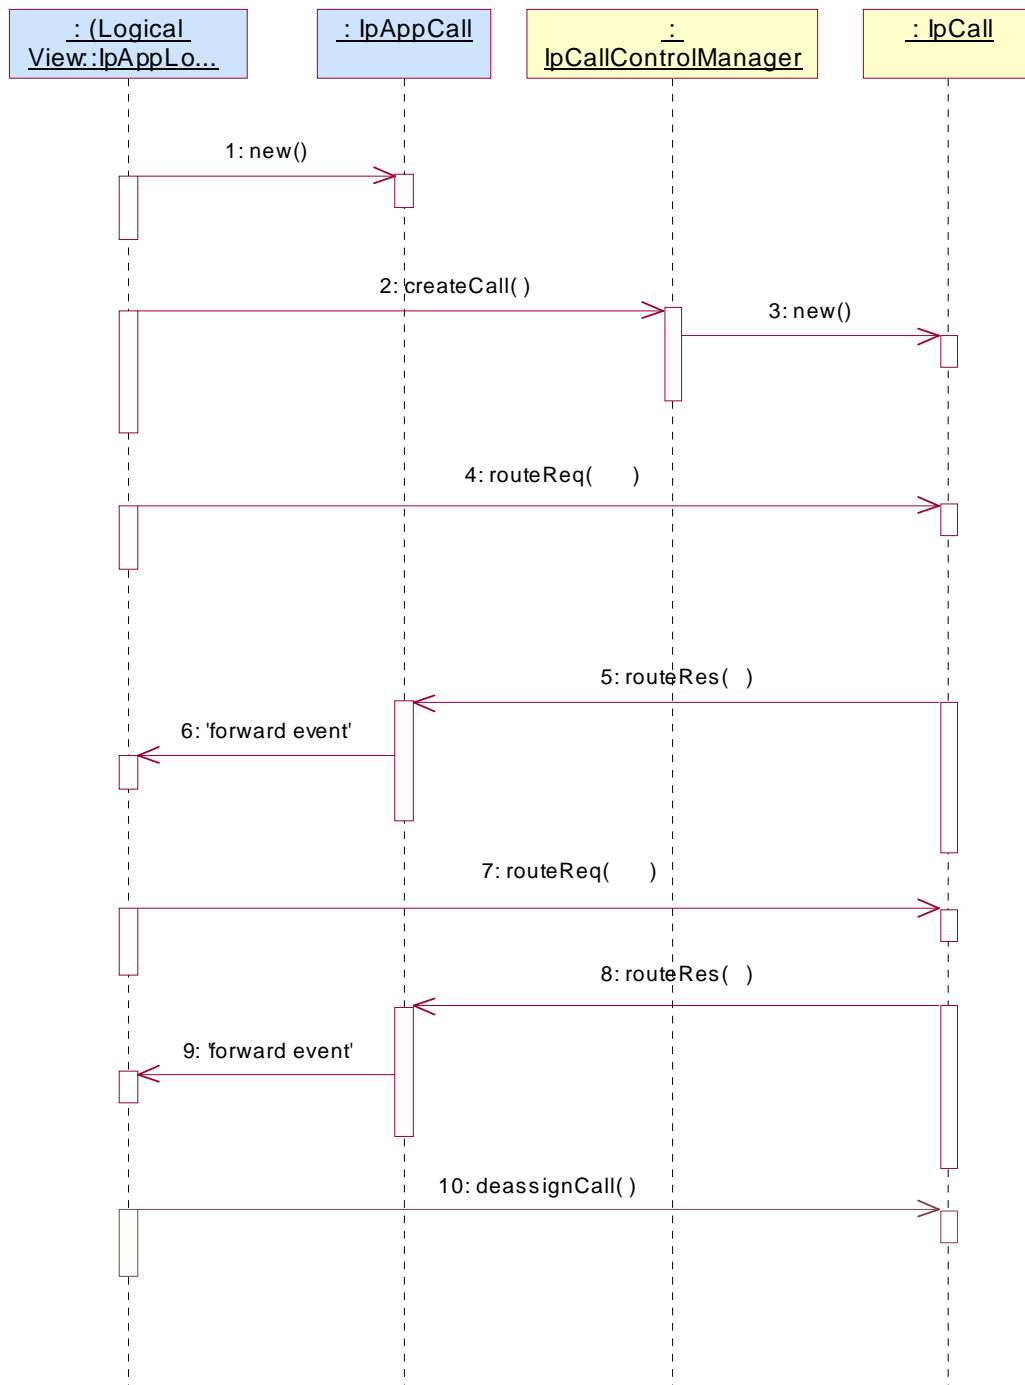 : (Logical
View::IpAppLo...
: IpAppCall
:
IpCallControlManager
: IpCall
1: new()
2: createCall( )
3: new()
4: routeReq( )
5: routeRes( )
6: 'forward event'
7: routeReq( )
8: routeRes( )
9: 'forward event'
10: deassignCall( )